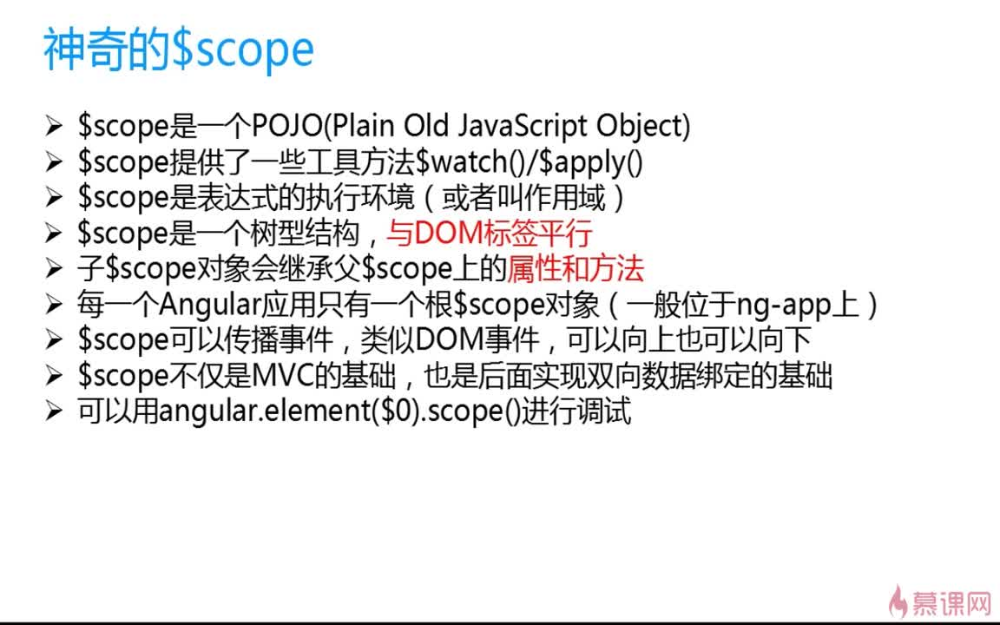 神奇的$scope
$scope是一个POJO(Plain Old JavaScript Object)
$scope提供了一些工具方法$watch()/$apply()
$scope是表达式的执行环境（或者叫作用域）
$scope是一个树型结构，与DOM标签平行
子$scope对象会继承父$scope上的属性和方法
每一个Angular应用只有一个根$scope对象（一般位于ng-app上）
$scope可以传播事件，类似DOM事件，可以向上也可以向下
$scope不仅是MVC的基础，也是后面实现双向数据绑定的基础
可以用angular.element($0).scope()进行调试
慕课网